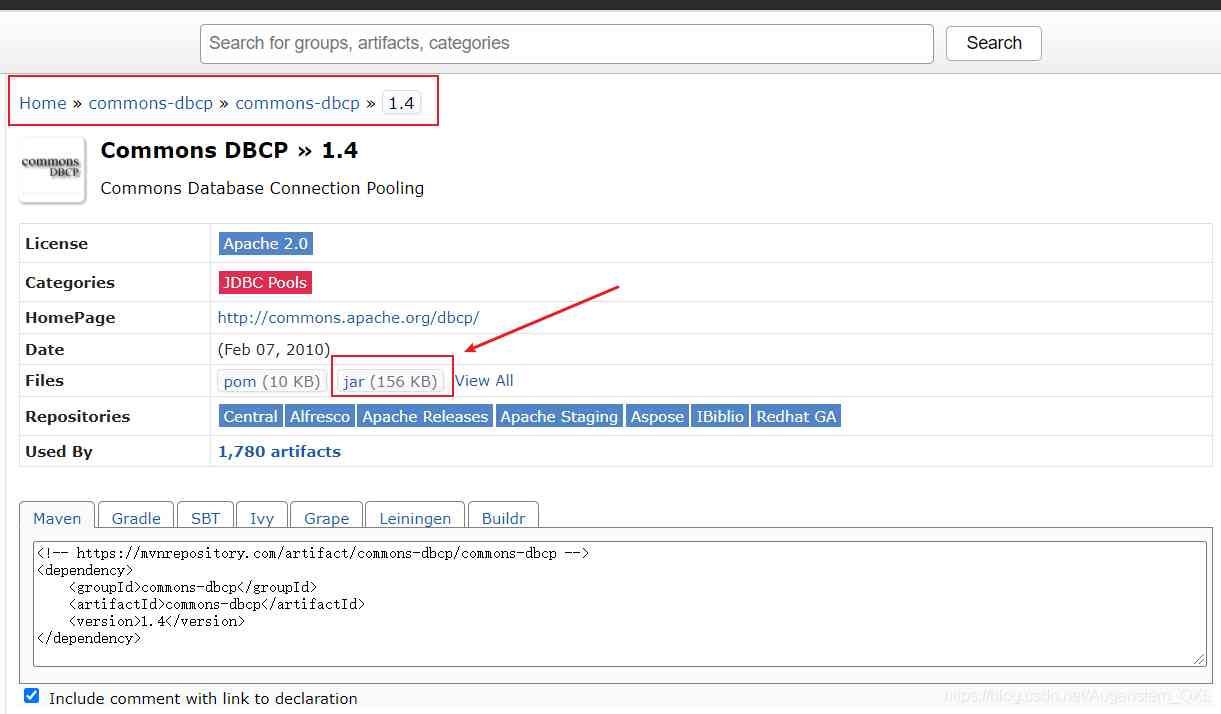 Search for groups, artifacts, categories
Search
Home » commons-dbcp » commons-dbcp » 1.4
commons
DBCP
Commons DBCP » 1.4
Commons Database Connection Pooling
License Apache 2.0
Categories JDBC Pools
HomePage http://commons.apache.org/dbcp/
Date (Feb 07, 2010)
Files pom (10 KB) jar (156 KB) View All
Repositories Central Alfresco Apache Releases Apache Staging Aspose IBiblio Redhat GA
Used By 1,780 artifacts
Maven Gradle SBT Ivy Grape Leiningen Buildr
<!-- https://mvnrepository.com/artifact/commons-dbcp/commons-dbcp -->
<dependency>
    <groupId>commons-dbcp</groupId>
    <artifactId>commons-dbcp</artifactId>
    <version>1.4</version>
</dependency>
Include comment with link to declaration